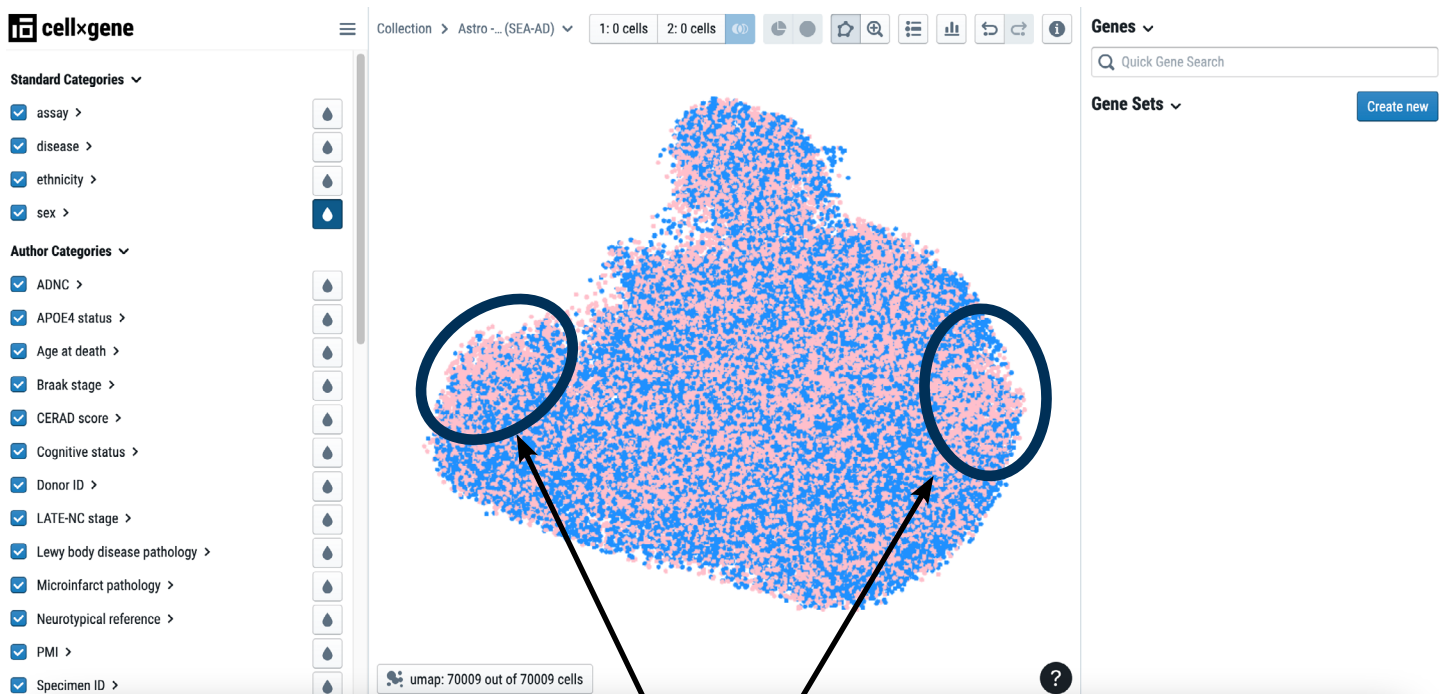 cellxgene
Collection > Astro -... (SEA-AD)
1: 0 cells
2: 0 cells
Standard Categories
assay
disease
ethnicity
sex
Author Categories
ADNC
APOE4 status
Age at death
Braak stage
CERAD score
Cognitive status
Donor ID
LATE-NC stage
Lewy body disease pathology
Microinfarct pathology
Neurotypical reference
PMI
Specimen ID
umap: 70009 out of 70009 cells
?
Genes
Quick Gene Search
Gene Sets
Create new